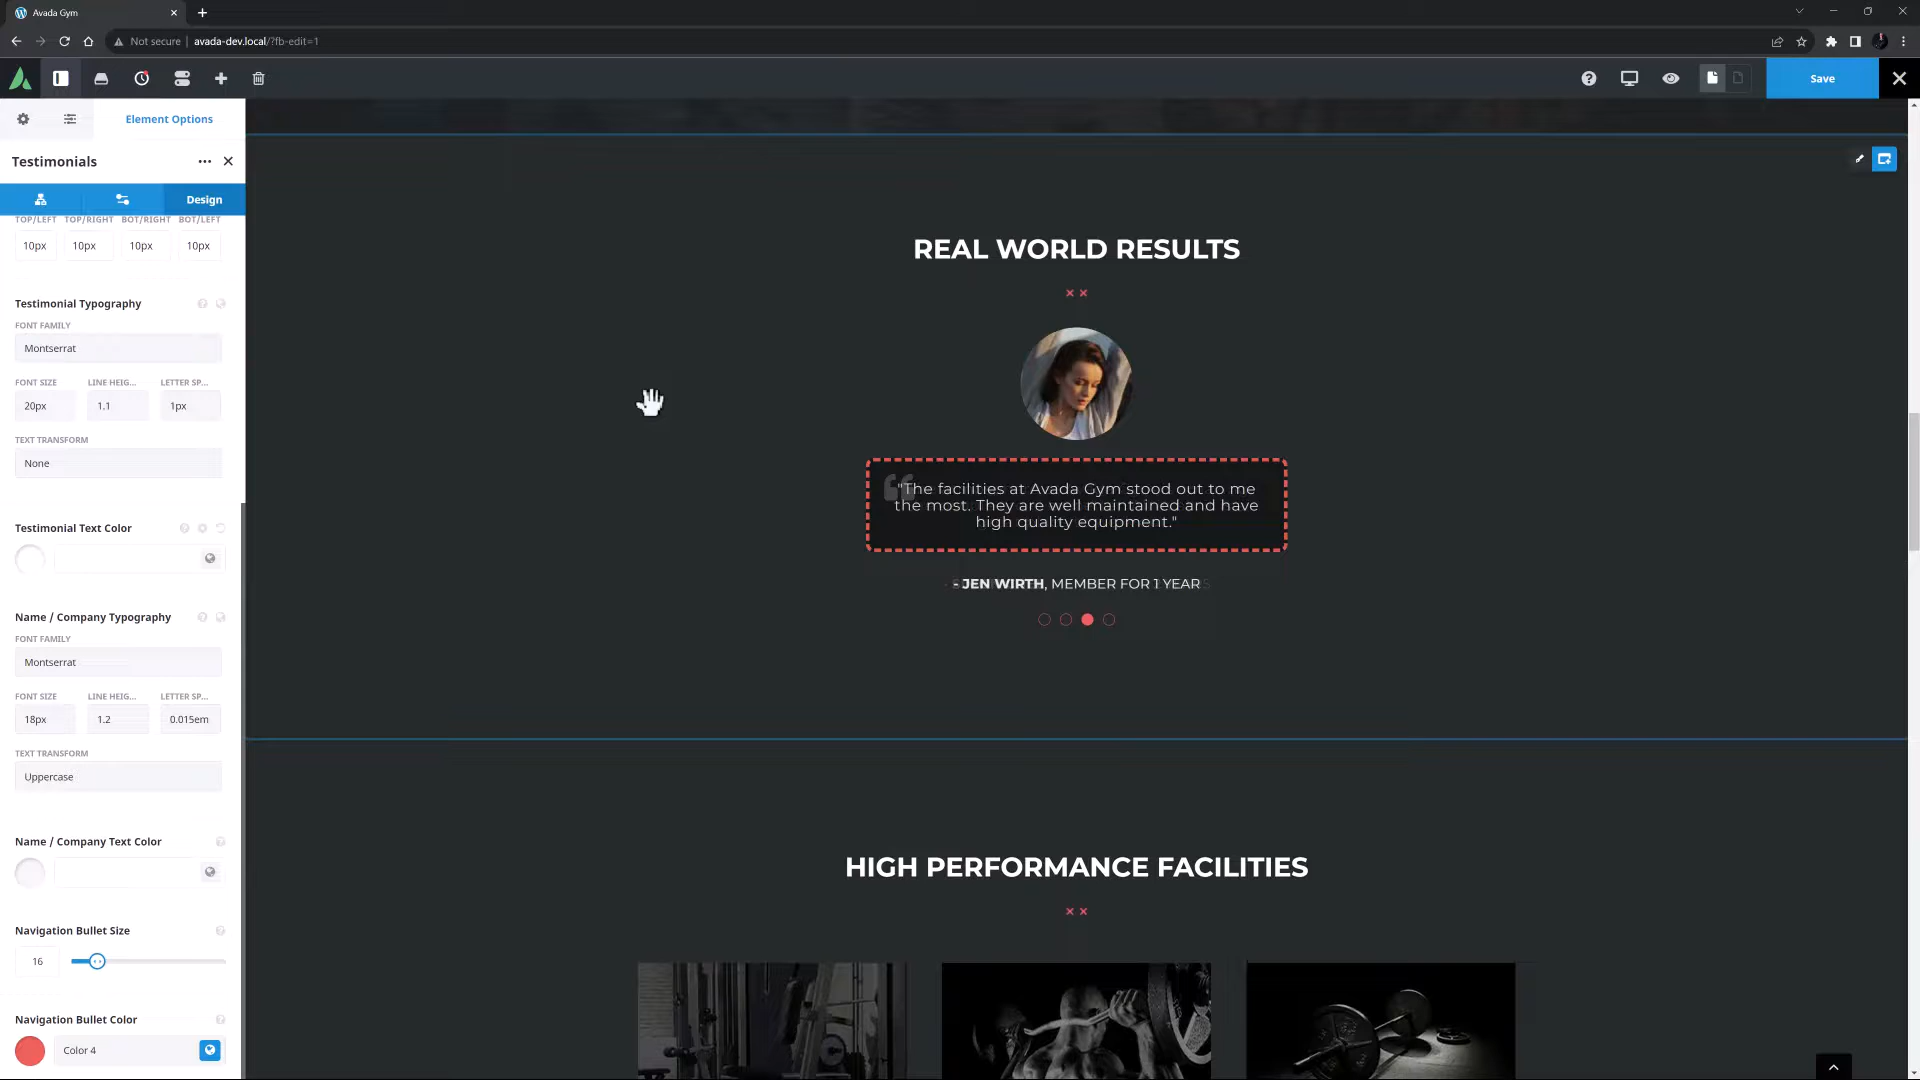 Avada Gym
Not secure
avada-dev.local/?fb-edit=1
Save
Element Options
Testimonials
Design
TOP/LEFT TOP/RIGHT BOT/RIGHT BOT/LEFT
10px 10px 10px 10px
Testimonial Typography
FONT FAMILY
Montserrat
FONT SIZE LINE HEIG... LETTER SP...
20px 1.1 1px
TEXT TRANSFORM
None
Testimonial Text Color
Name / Company Typography
FONT FAMILY
Montserrat
FONT SIZE LINE HEIG... LETTER SP...
18px 1.2 0.015em
TEXT TRANSFORM
Uppercase
Name / Company Text Color
Navigation Bullet Size
16
Navigation Bullet Color
Color 4
REAL WORLD RESULTS
"The facilities at Avada Gym stood out to me
the most. They are well maintained and have
high quality equipment."
- JEN WIRTH, MEMBER FOR 1 YEAR
HIGH PERFORMANCE FACILITIES